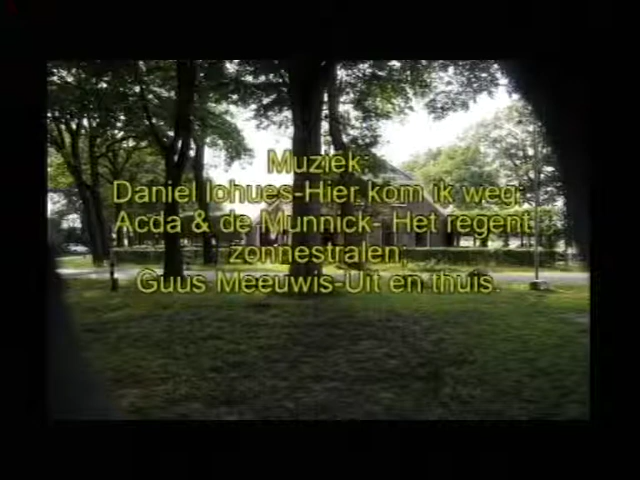 Muziek:
Daniel lohues-Hier kom ik weg;
Acda & de Munnick- Het regent
zonnestralen;
Guus Meeuwis-Uit en thuis.